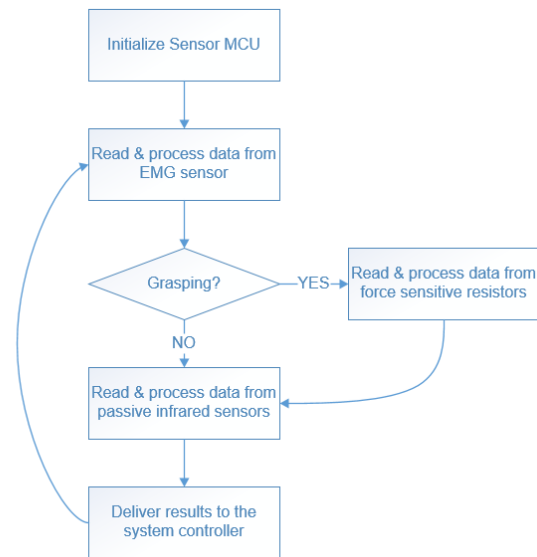 Initialize Sensor MCU
Read & process data from
EMG sensor
Grasping?
YES
Read & process data from
force sensitive resistors
NO
Read & process data from
passive infrared sensors
Deliver results to the
system controller